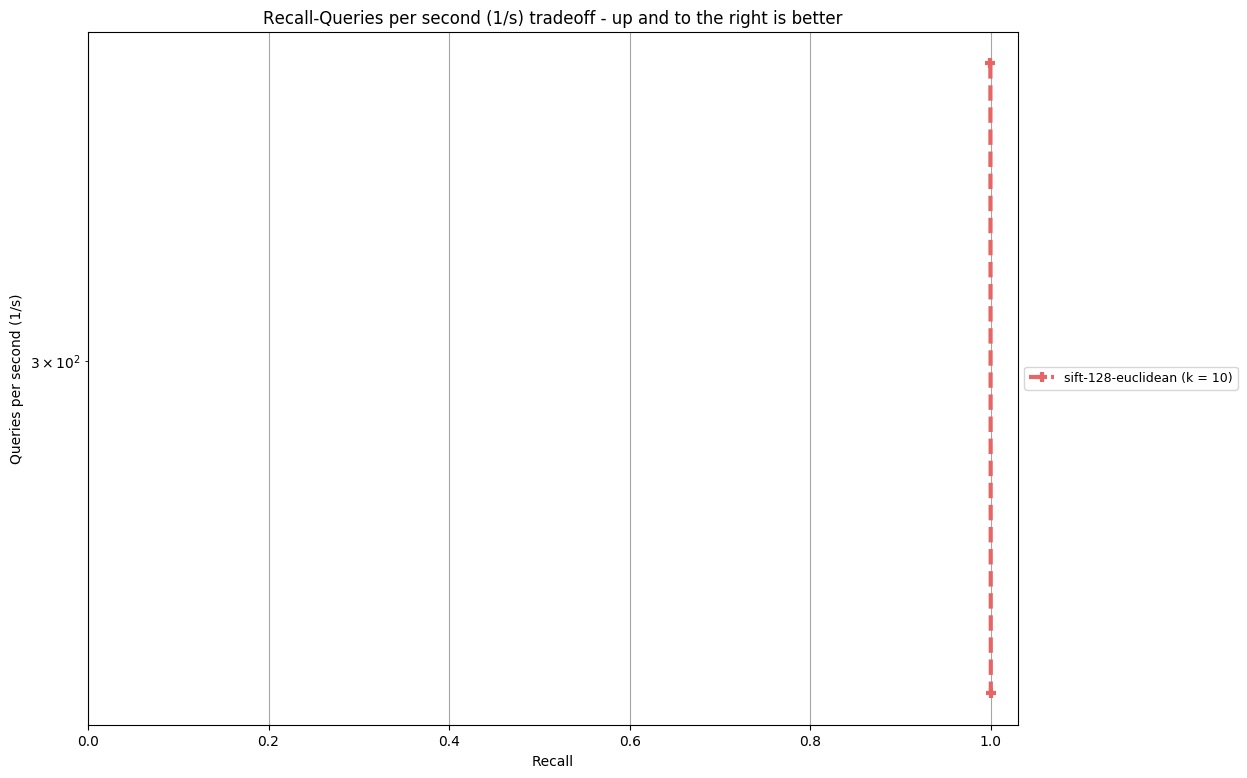 Recall-Queries per second (1/s) tradeoff - up and to the right is better
Queries per second (1/s)
3 × 10²
sift-128-euclidean (k = 10)
0.0 0.2 0.4 0.6 0.8 1.0
Recall